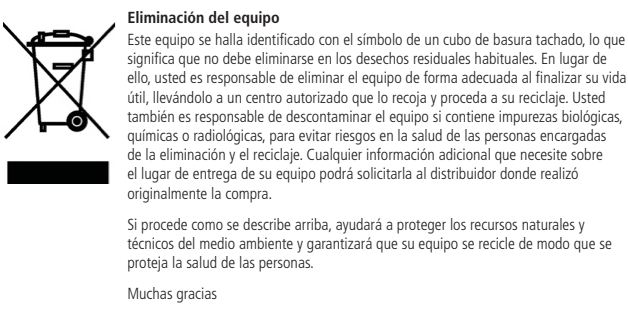 Eliminación del equipo
Este equipo se halla identificado con el símbolo de un cubo de basura tachado, lo que
significa que no debe eliminarse en los desechos residuales habituales. En lugar de
ello, usted es responsable de eliminar el equipo de forma adecuada al finalizar su vida
útil, llevándolo a un centro autorizado que lo recoja y proceda a su reciclaje. Usted
también es responsable de descontaminar el equipo si contiene impurezas biológicas,
químicas o radiológicas, para evitar riesgos en la salud de las personas encargadas
de la eliminación y el reciclaje. Cualquier información adicional que necesite sobre
el lugar de entrega de su equipo podrá solicitarla al distribuidor donde realizó
originalmente la compra.
Si procede como se describe arriba, ayudará a proteger los recursos naturales y
técnicos del medio ambiente y garantizará que su equipo se recicle de modo que se
proteja la salud de las personas.
Muchas gracias